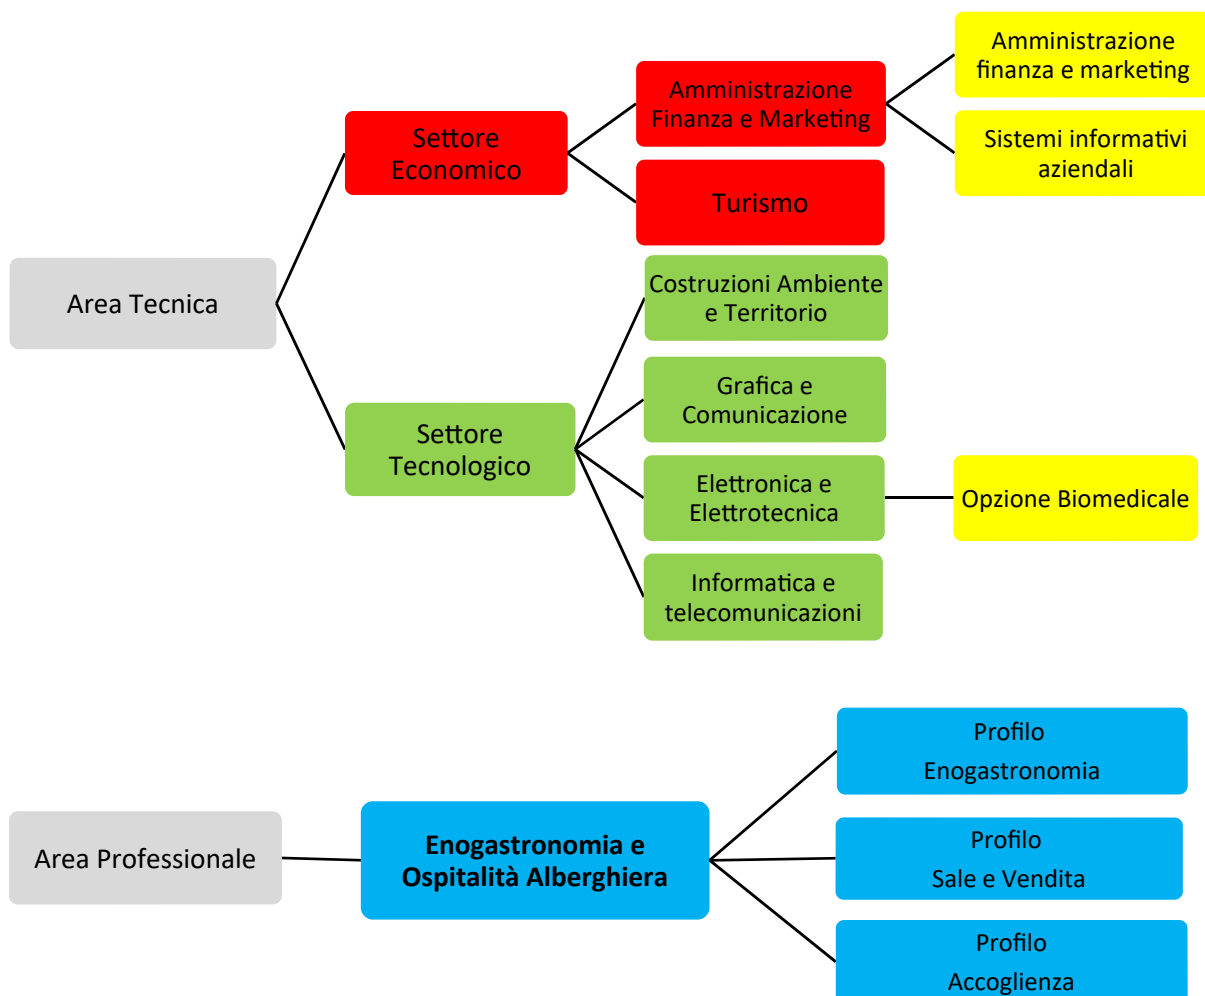 Amministrazione
finanza e marketing
Amministrazione
Finanza e Marketing
Settore
Economico
Sistemi informativi
aziendali
Turismo
Area Tecnica
Costruzioni Ambiente
e Territorio
Grafica e
Comunicazione
Settore
Tecnologico
Elettronica e
Elettrotecnica
Opzione Biomedicale
Informatica e
telecomunicazioni
Profilo
Enogastronomia
Area Professionale
Enogastronomia e
Ospitalità Alberghiera
Profilo
Sale e Vendita
Profilo
Accoglienza